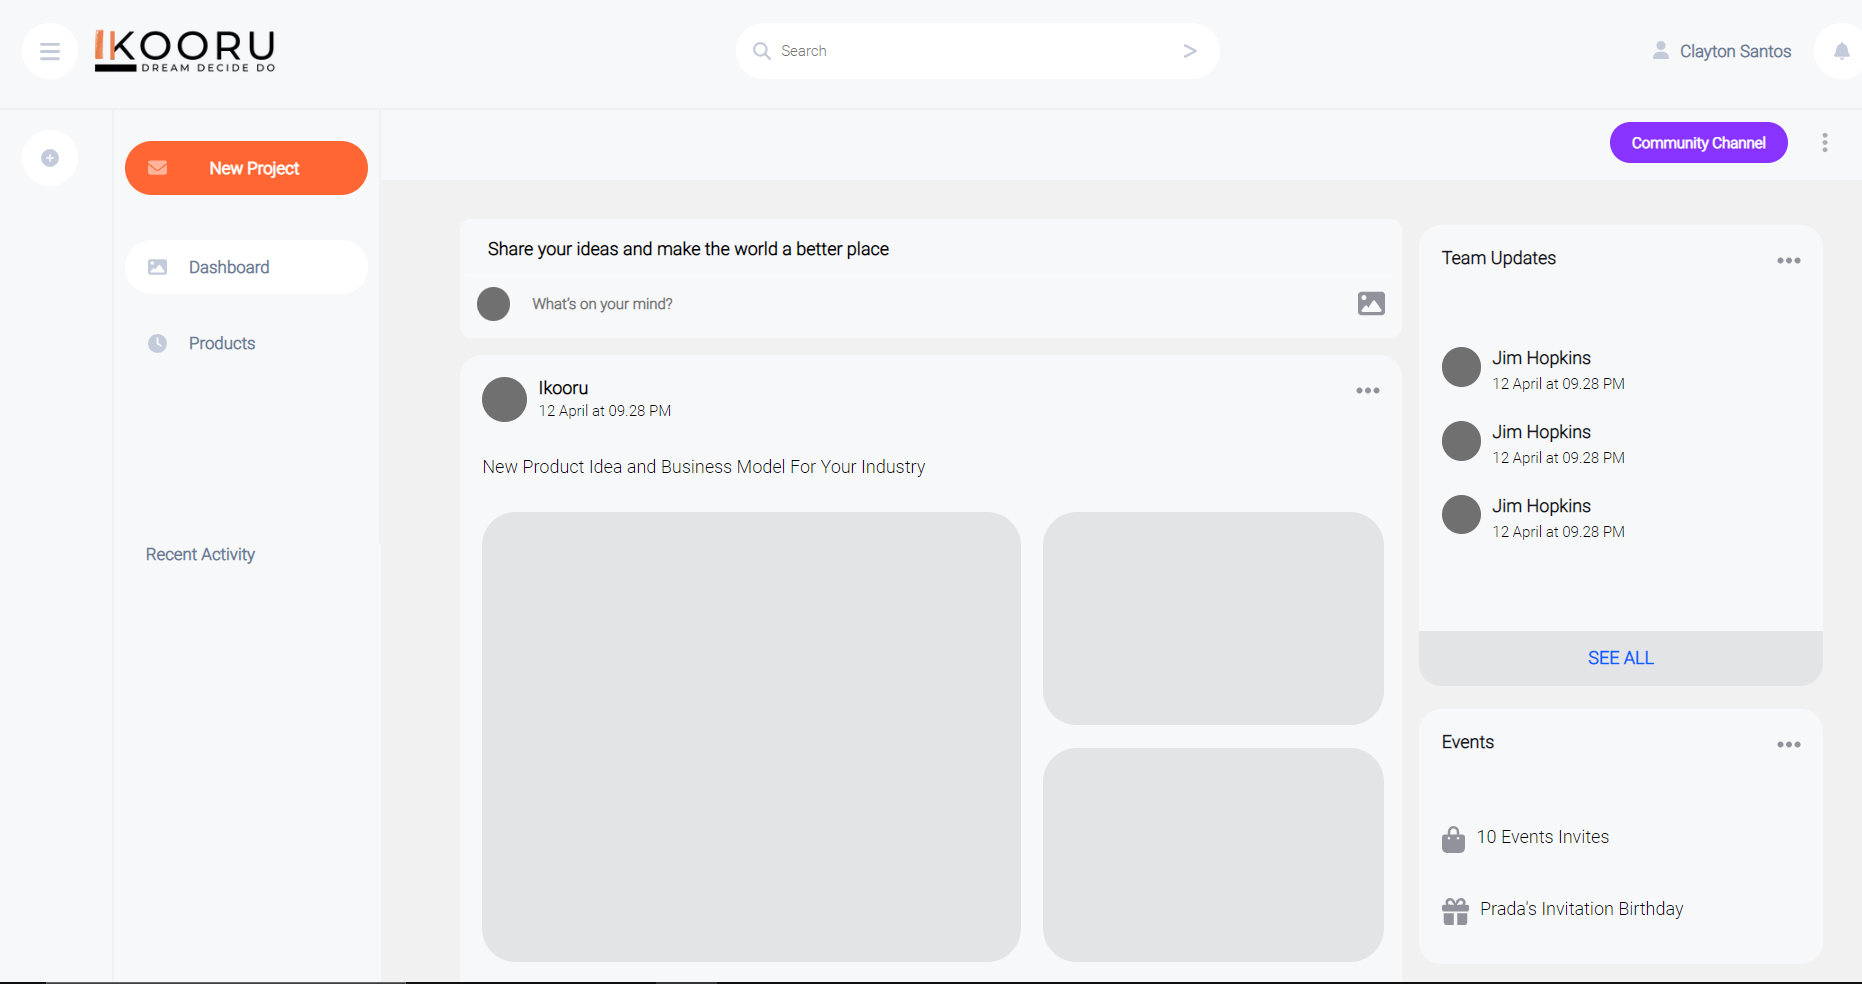 IKOORU
DREAM DECIDE DO
Search
>
Clayton Santos
New Project
Community Channel
Dashboard
Products
Recent Activity
Share your ideas and make the world a better place
What's on your mind?
Ikooru
12 April at 09.28 PM
New Product Idea and Business Model For Your Industry
Team Updates
Jim Hopkins
12 April at 09.28 PM
Jim Hopkins
12 April at 09.28 PM
Jim Hopkins
12 April at 09.28 PM
SEE ALL
Events
10 Events Invites
Prada's Invitation Birthday